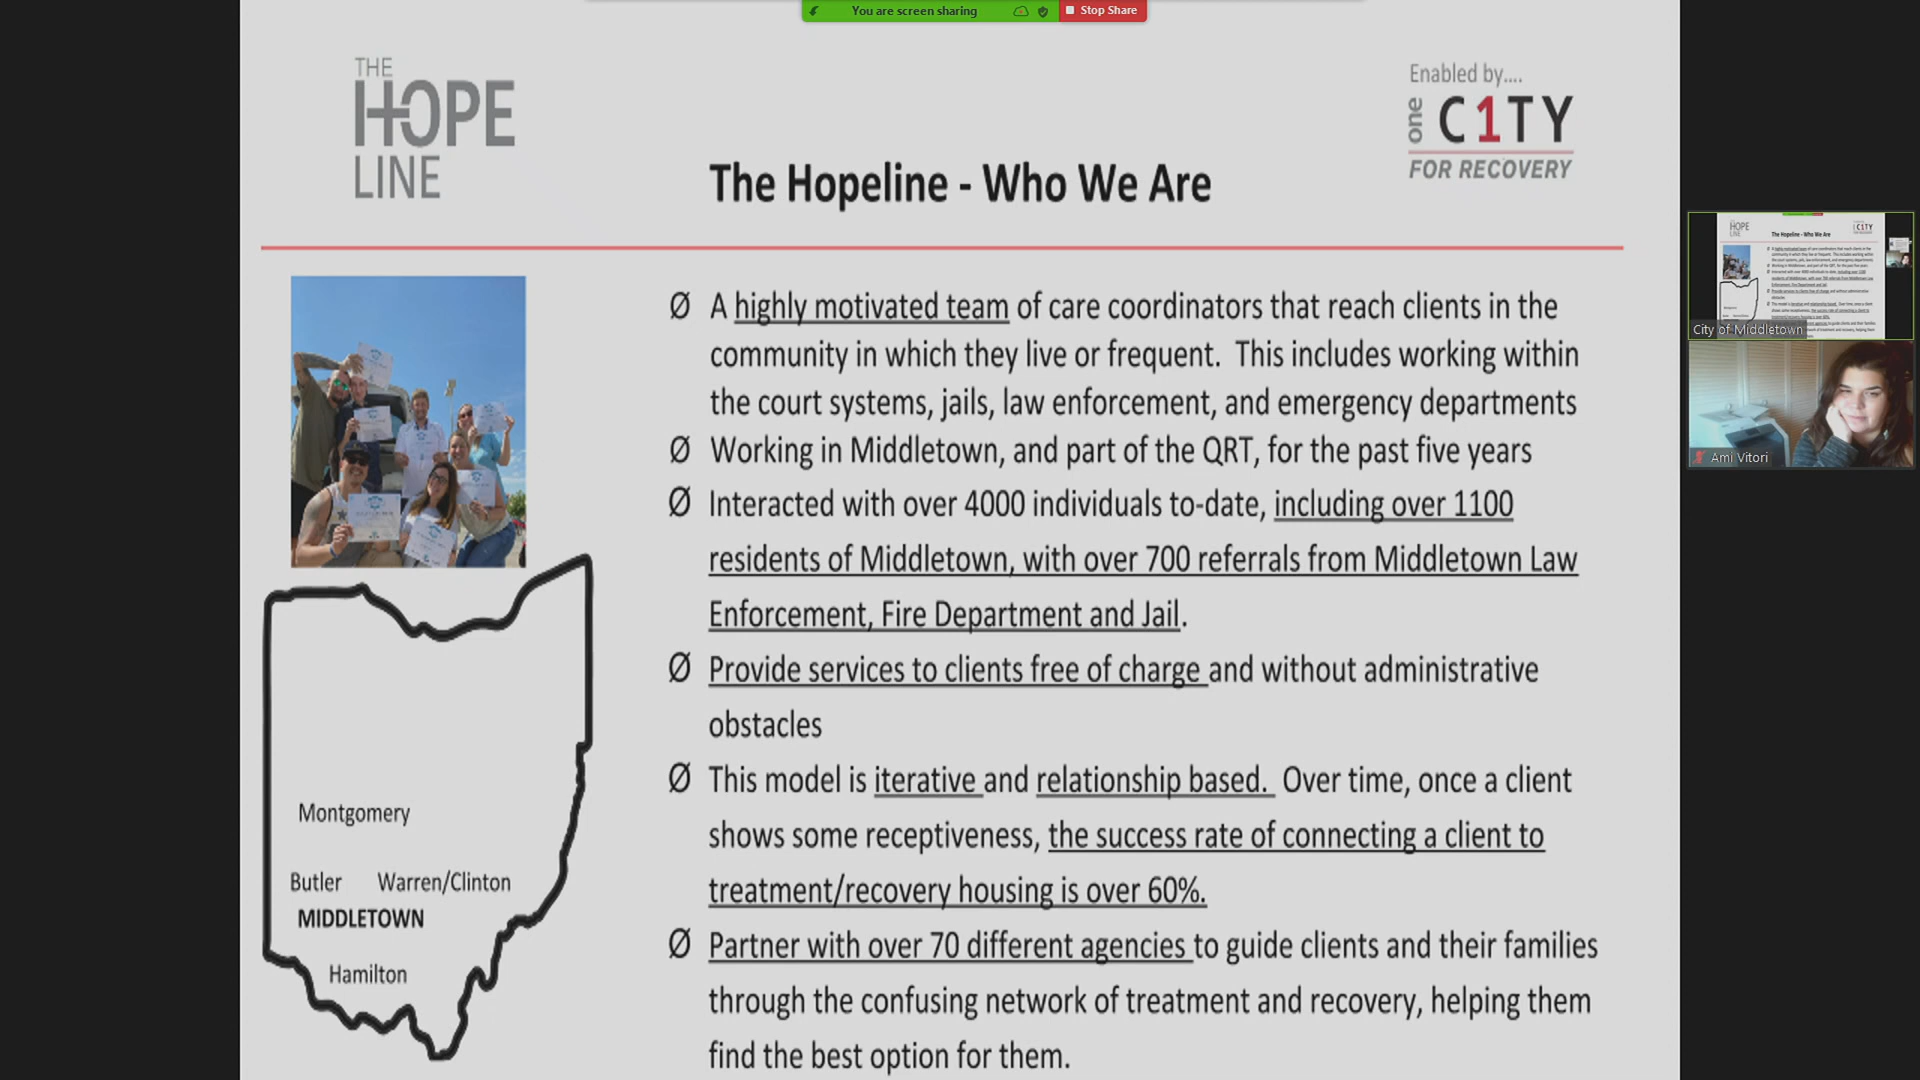 You are screen sharing
Stop Share
THE
HOPE
LINE
Enabled by....
one C1TY
FOR RECOVERY
The Hopeline - Who We Are
Ø A highly motivated team of care coordinators that reach clients in the
community in which they live or frequent. This includes working within
the court systems, jails, law enforcement, and emergency departments
Ø Working in Middletown, and part of the QRT, for the past five years
Ø Interacted with over 4000 individuals to-date, including over 1100
residents of Middletown, with over 700 referrals from Middletown Law
Enforcement, Fire Department and Jail.
Ø Provide services to clients free of charge and without administrative
obstacles
Ø This model is iterative and relationship based. Over time, once a client
shows some receptiveness, the success rate of connecting a client to
treatment/recovery housing is over 60%.
Ø Partner with over 70 different agencies to guide clients and their families
through the confusing network of treatment and recovery, helping them
find the best option for them.
Montgomery
Butler Warren/Clinton
MIDDLETOWN
Hamilton
City of Middletown
Ami Vitori